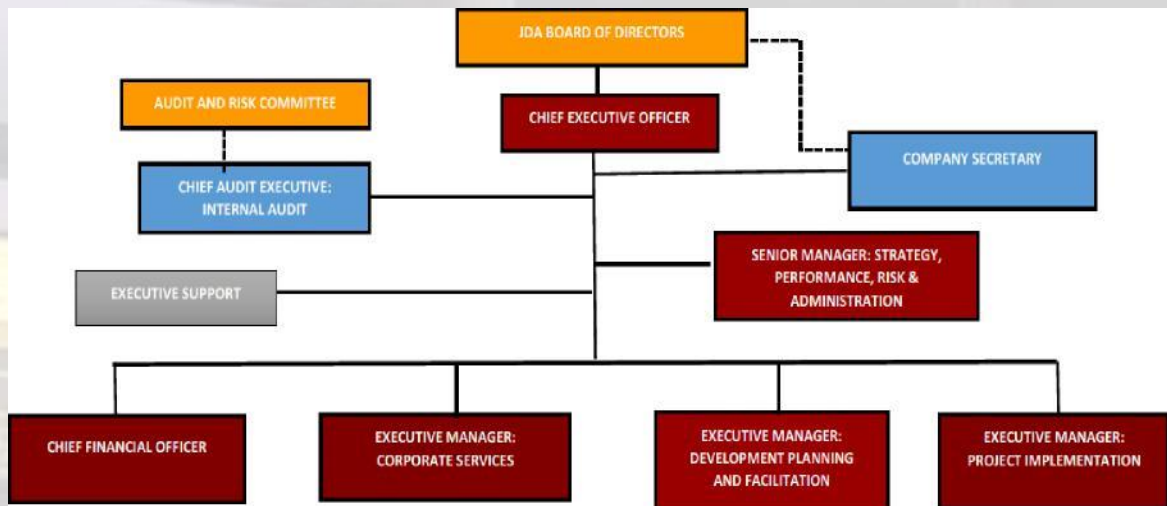 JDA BOARD OF DIRECTORS
AUDIT AND RISK COMMITTEE
CHIEF EXECUTIVE OFFICER
COMPANY SECRETARY
CHIEF AUDIT EXECUTIVE:
INTERNAL AUDIT
SENIOR MANAGER: STRATEGY,
PERFORMANCE, RISK &
ADMINISTRATION
EXECUTIVE SUPPORT
CHIEF FINANCIAL OFFICER
EXECUTIVE MANAGER:
CORPORATE SERVICES
EXECUTIVE MANAGER:
DEVELOPMENT PLANNING
AND FACILITATION
EXECUTIVE MANAGER:
PROJECT IMPLEMENTATION